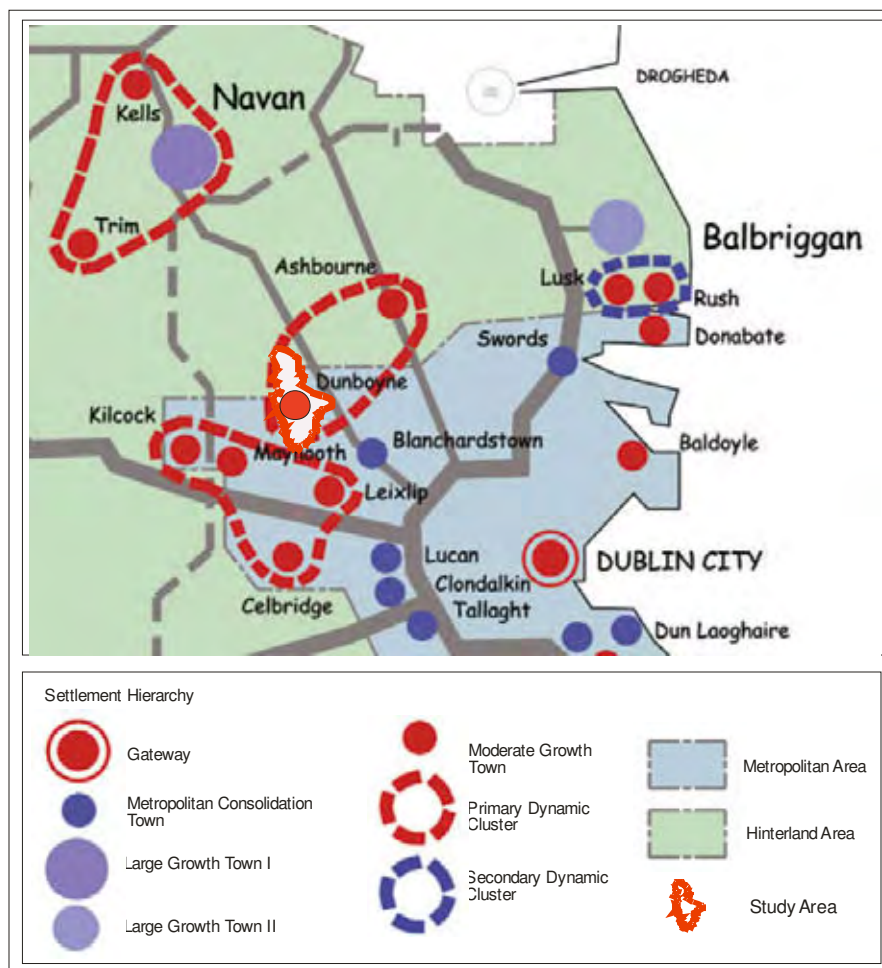 DROGHEDA
Navan
Kells
Trim
Balbriggan
Ashbourne
Lusk
Rush
Swords
Donabate
Dunboyne
Kilcock
Blanchardstown
Baldoyle
Maynooth
Leixlip
Lucan
DUBLIN CITY
Clondalkin
Celbridge
Tallaght
Dun Laoghaire
Settlement Hierarchy
Gateway
Metropolitan Consolidation
Town
Large Growth Town I
Large Growth Town II
Moderate Growth
Town
Primary Dynamic
Cluster
Secondary Dynamic
Cluster
Metropolitan Area
Hinterland Area
Study Area